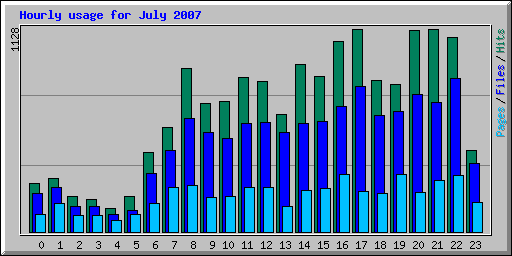 Hourly usage for July 2007
1128
Pages / Files / Hits
0 1 2 3 4 5 6 7 8 9 10 11 12 13 14 15 16 17 18 19 20 21 22 23